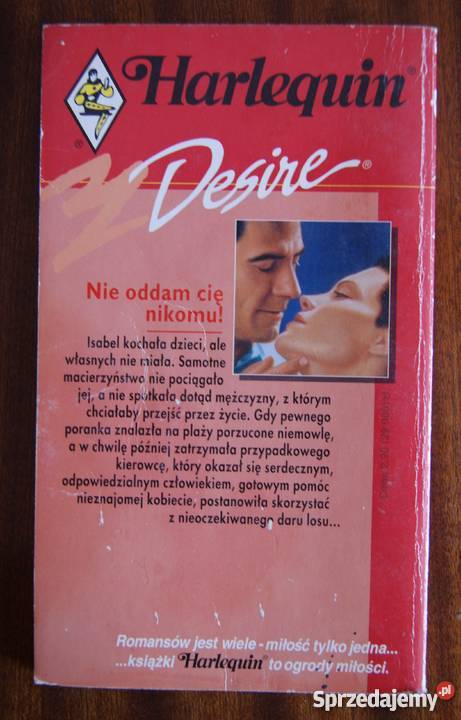 Harlequin®
®
Desire®
Nie oddam cię
nikomu!
Isabel kochała dzieci, ale
własnych nie miała. Samotne
macierzyństwo nie pociągało
jej, a nie spotkała dotąd mężczyzny, z którym
chciałaby przejść przez życie. Gdy pewnego
poranka znalazła na plaży porzucone niemowlę,
a w chwilę później zatrzymała przypadkowego
kierowcę, który okazał się serdecznym,
odpowiedzialnym człowiekiem, gotowym pomóc
nieznajomej kobiecie, postanowiła skorzystać
z nieoczekiwanego daru losu...
Romansów jest wiele - miłość tylko jedna...
...książki Harlequin to ogrody miłości.
Sprzedajemy.pl